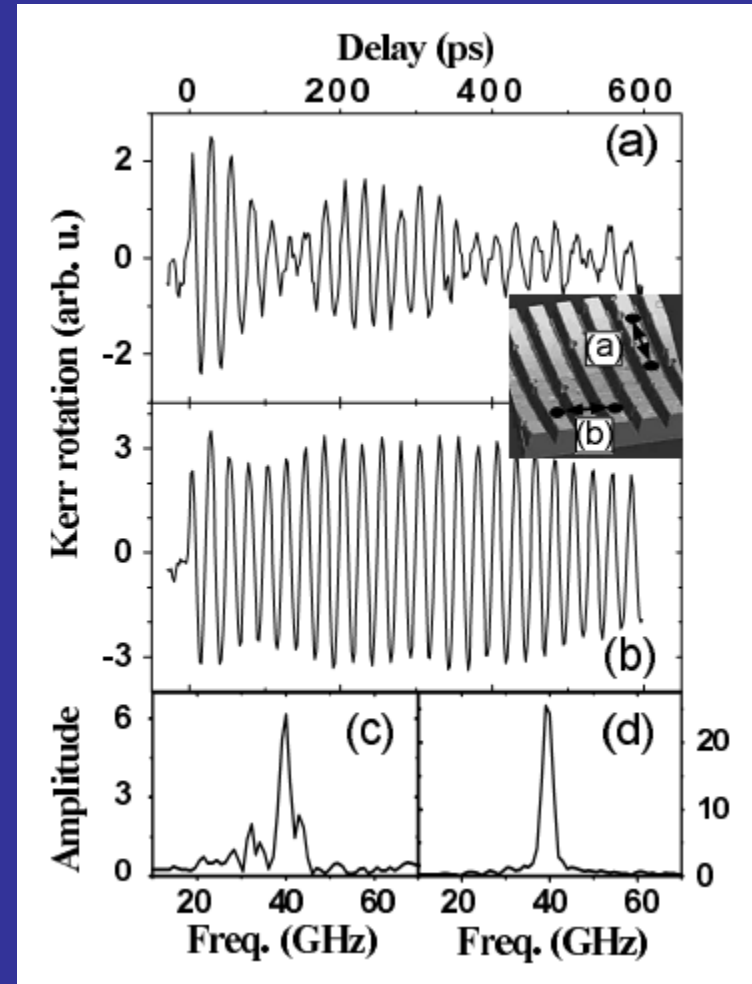 Delay (ps)
0 200 400 600
(a)
2
0
-2
Kerr rotation (arb. u.)
(a)
(b)
3
0
-3
(b)
Amplitude
6
3
0
(c)
(d)
20
10
0
20 40 60 20 40 60
Freq. (GHz) Freq. (GHz)